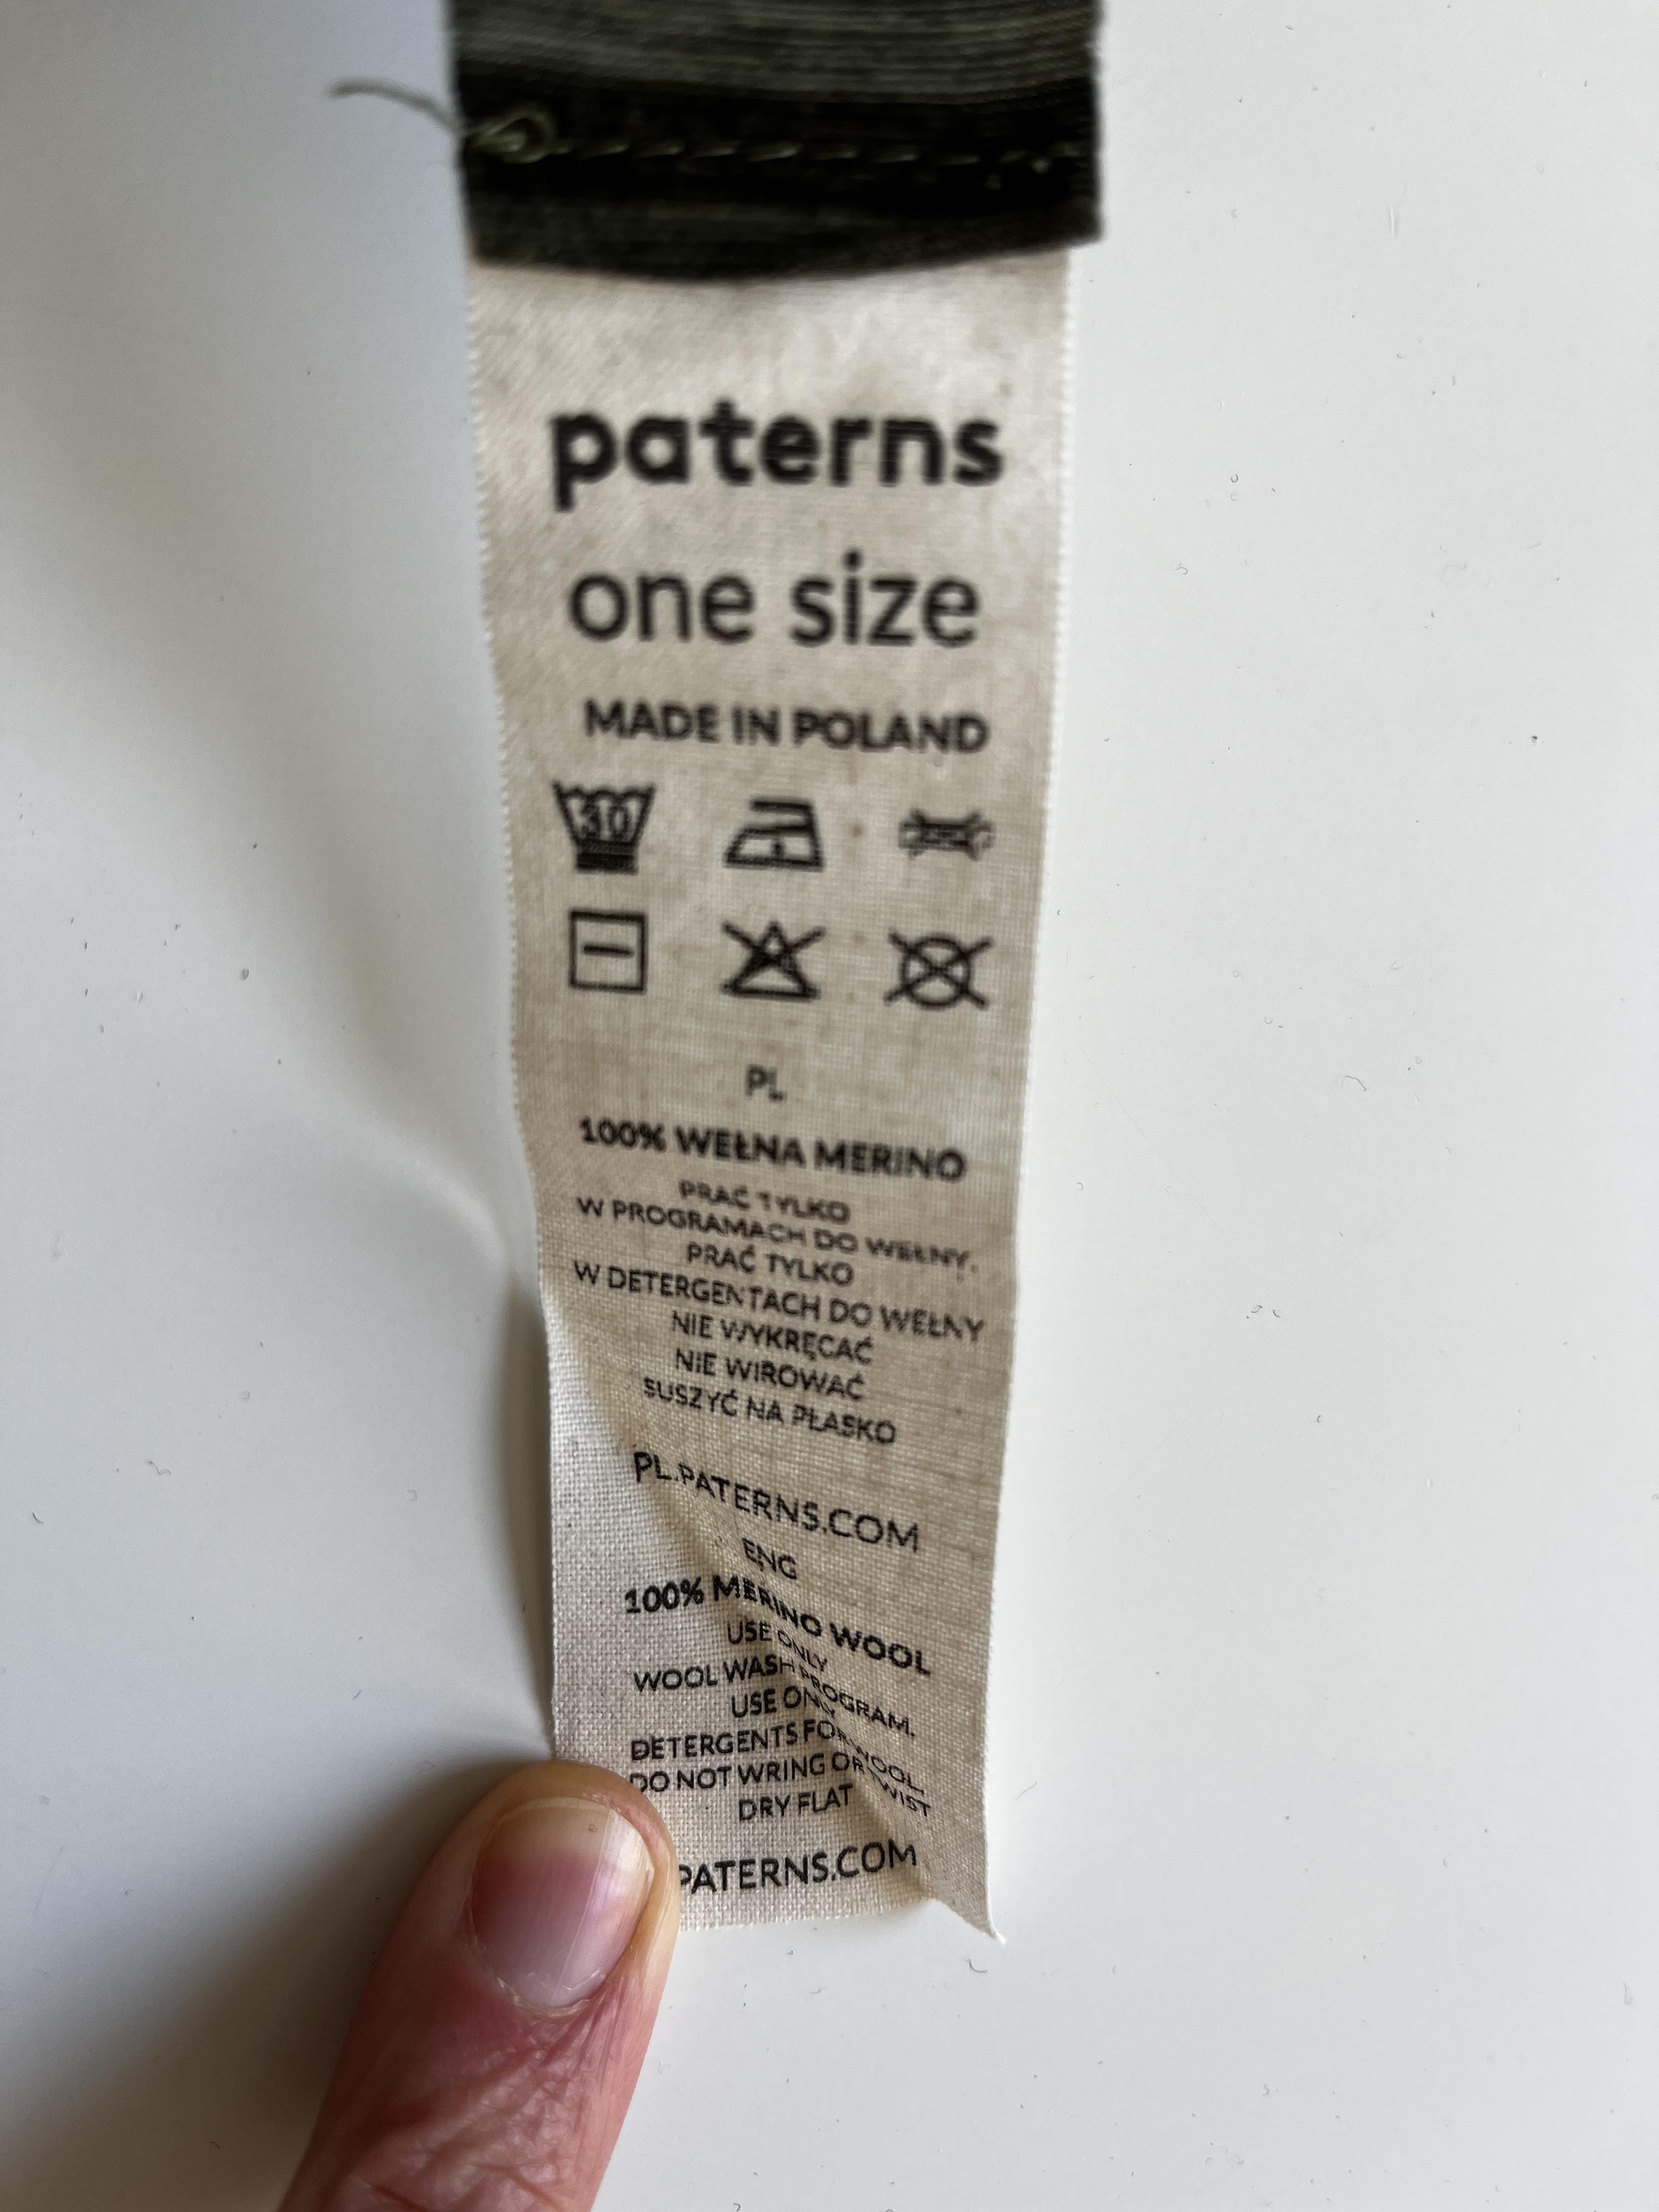 paterns
one size
MADE IN POLAND
30
PL
100% WEŁNA MERINO
PRAĆ TYLKO
W PROGRAMACH DO WEŁNY.
PRAĆ TYLKO
W DETERGENTACH DO WEŁNY
NIE WYKRĘCAĆ
NIE WIROWAĆ
SUSZYĆ NA PŁASKO
PL.PATERNS.COM
ENG
100% MERINO WOOL
USE ONLY
WOOL WASH PROGRAM.
USE ONLY
DETERGENTS FOR WOOL.
DO NOT WRING OR TWIST
DRY FLAT
PATERNS.COM